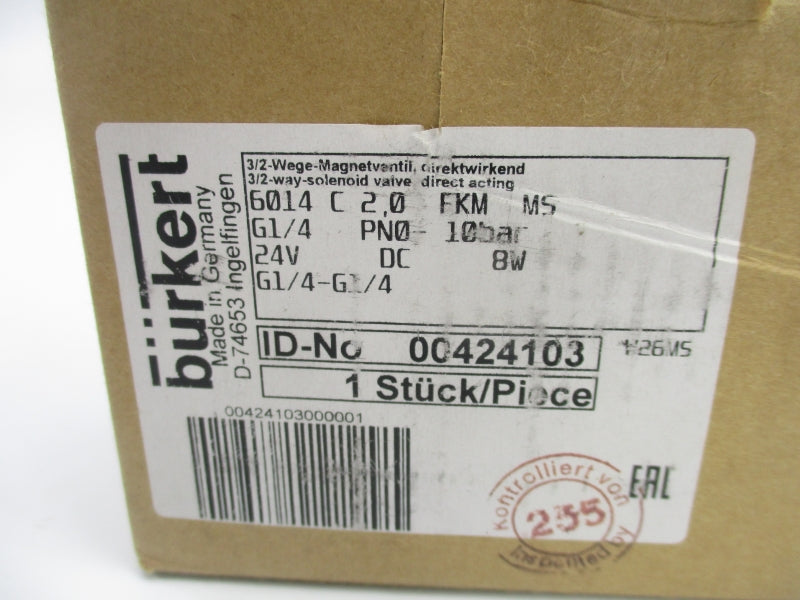 bürkert
Made in Germany
D-74653 Ingelfingen
3/2-Wege-Magnetventil, direktwirkend
3/2-way-solenoid valve direct acting
6014 C 2,0 FKM MS
G1/4 PN0- 10bar
24V DC 8W
G1/4-G1/4
ID-No 00424103
1 Stück/Piece
00424103000001
Kontrolliert von
255
Inspected by
EAC